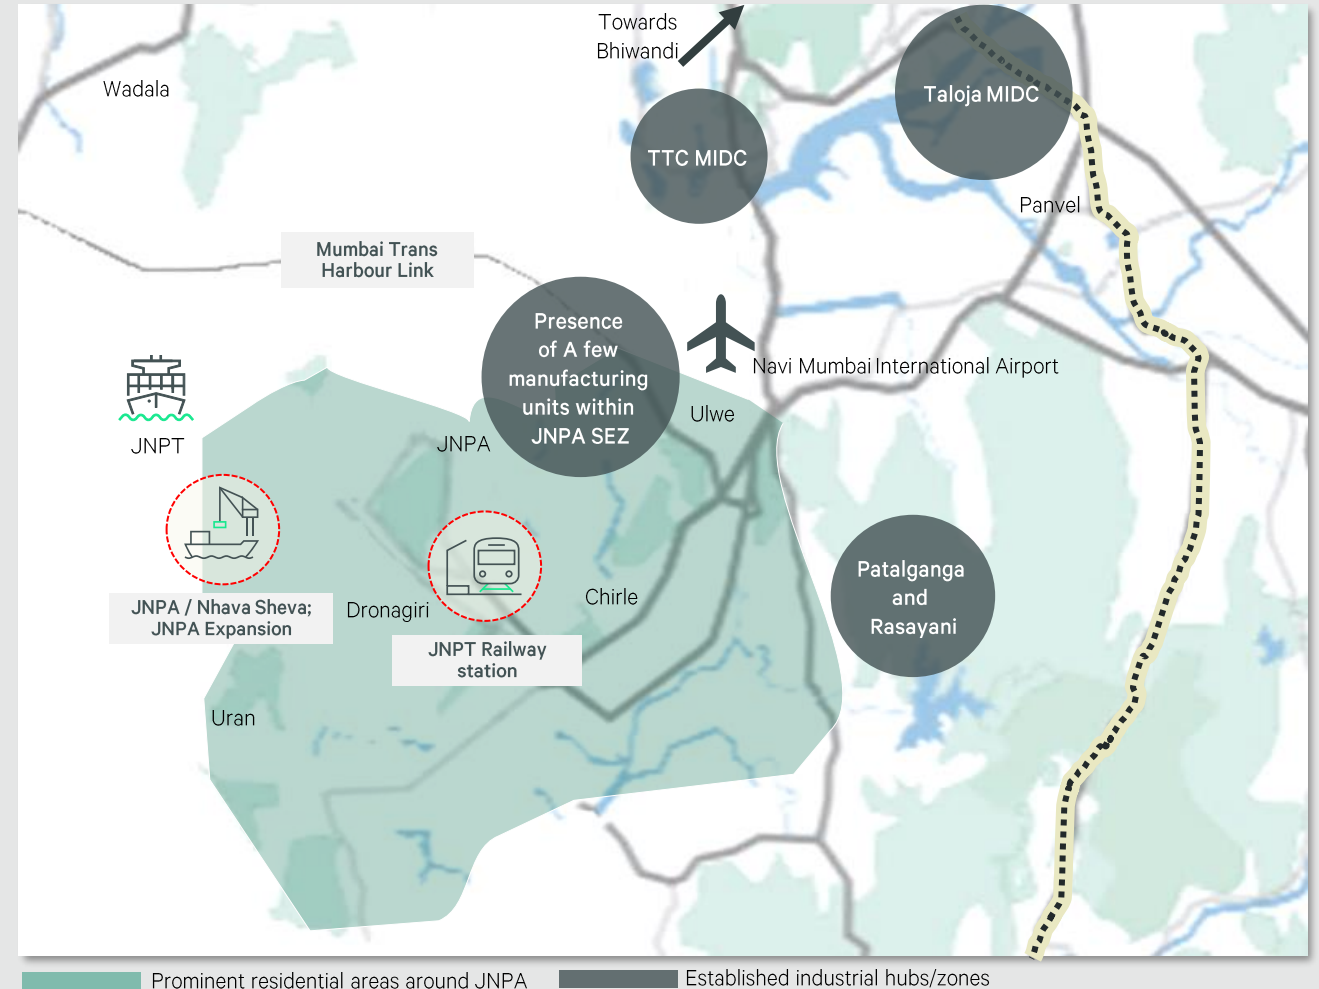 Towards
Bhiwandi
Wadala
Taloja MIDC
TTC MIDC
Panvel
Mumbai Trans
Harbour Link
Presence
of A few
manufacturing
units within
JNPA SEZ
Navi Mumbai International Airport
JNPT
JNPA
Ulwe
Patalganga
and
Rasayani
Chirle
JNPA / Nhava Sheva;
JNPA Expansion
Dronagiri
JNPT Railway
station
Uran
Prominent residential areas around JNPA
Established industrial hubs/zones